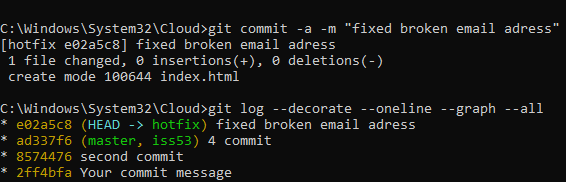 C:\Windows\System32\Cloud>git commit -a -m "fixed broken email adress"
[hotfix e02a5c8] fixed broken email adress
 1 file changed, 0 insertions(+), 0 deletions(-)
 create mode 100644 index.html
C:\Windows\System32\Cloud>git log --decorate --oneline --graph --all
* e02a5c8 (HEAD -> hotfix) fixed broken email adress
* ad337f6 (master, iss53) 4 commit
* 8574476 second commit
* 2ff4bfa Your commit message